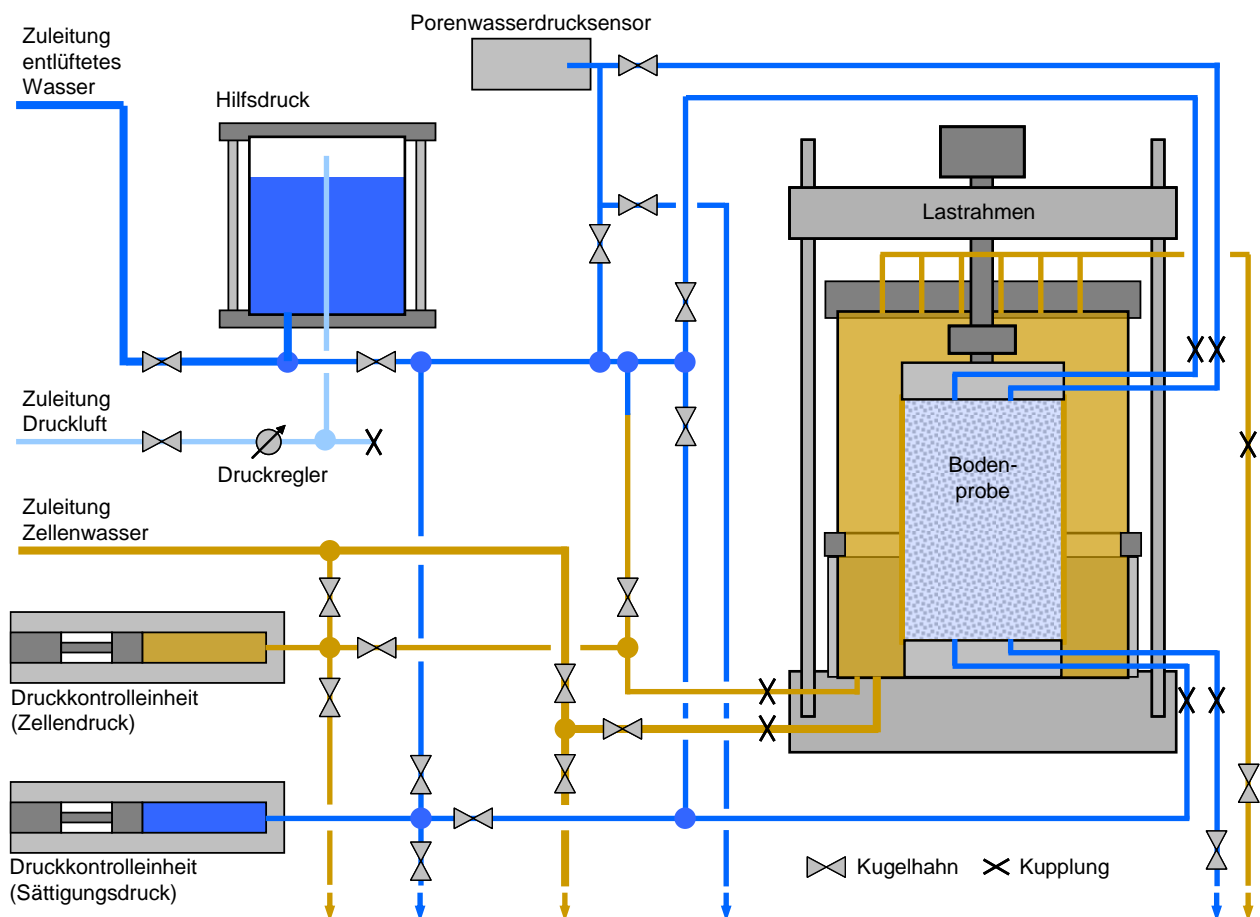 Porenwasserdrucksensor
Zuleitung
entlüftetes
Wasser
Hilfsdruck
Lastrahmen
Zuleitung
Druckluft
Druckregler
Boden-
probe
Zuleitung
Zellenwasser
Druckkontrolleinheit
(Zellendruck)
Druckkontrolleinheit
(Sättigungsdruck)
Kugelhahn
Kupplung